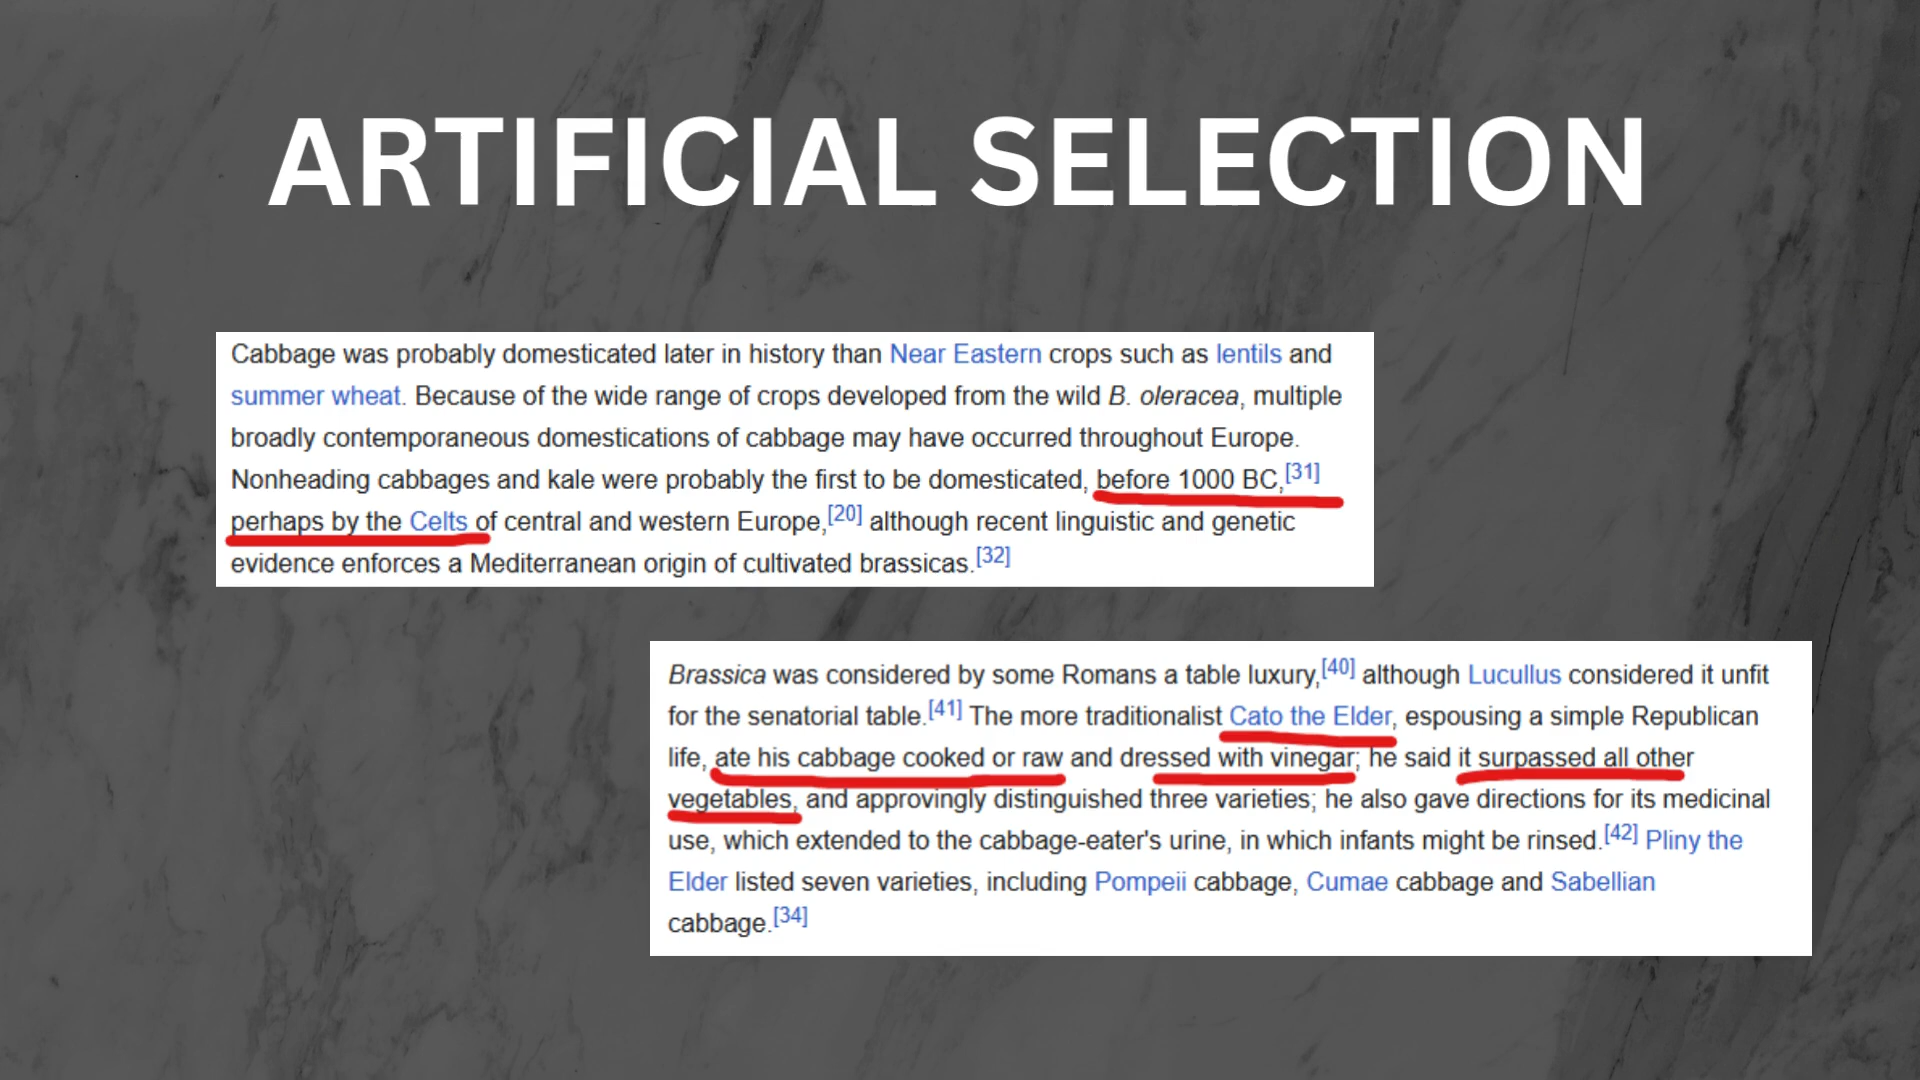 ARTIFICIAL SELECTION
Cabbage was probably domesticated later in history than Near Eastern crops such as lentils and
summer wheat. Because of the wide range of crops developed from the wild B. oleracea, multiple
broadly contemporaneous domestications of cabbage may have occurred throughout Europe.
Nonheading cabbages and kale were probably the first to be domesticated, before 1000 BC,[31]
perhaps by the Celts of central and western Europe,[20] although recent linguistic and genetic
evidence enforces a Mediterranean origin of cultivated brassicas.[32]
Brassica was considered by some Romans a table luxury,[40] although Lucullus considered it unfit
for the senatorial table.[41] The more traditionalist Cato the Elder, espousing a simple Republican
life, ate his cabbage cooked or raw and dressed with vinegar; he said it surpassed all other
vegetables, and approvingly distinguished three varieties; he also gave directions for its medicinal
use, which extended to the cabbage-eater's urine, in which infants might be rinsed.[42] Pliny the
Elder listed seven varieties, including Pompeii cabbage, Cumae cabbage and Sabellian
cabbage.[34]